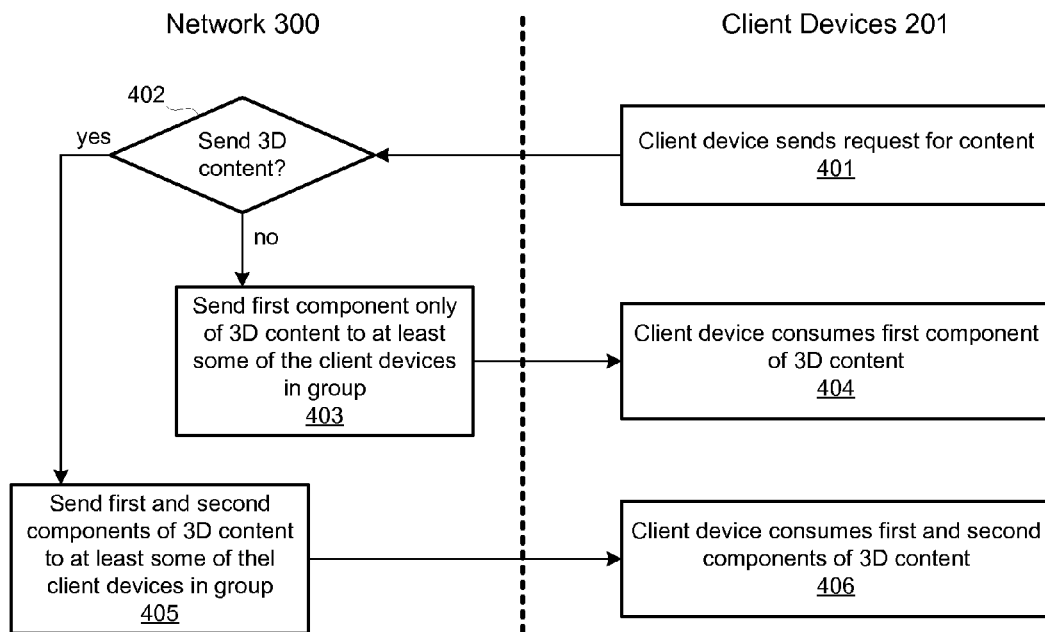 Network 300
Client Devices 201
402
yes
Send 3D
content?
Client device sends request for content
401
no
Send first component only
of 3D content to at least
some of the client devices
in group
403
Client device consumes first component
of 3D content
404
Send first and second
components of 3D content
to at least some of thel
client devices in group
405
Client device consumes first and second
components of 3D content
406